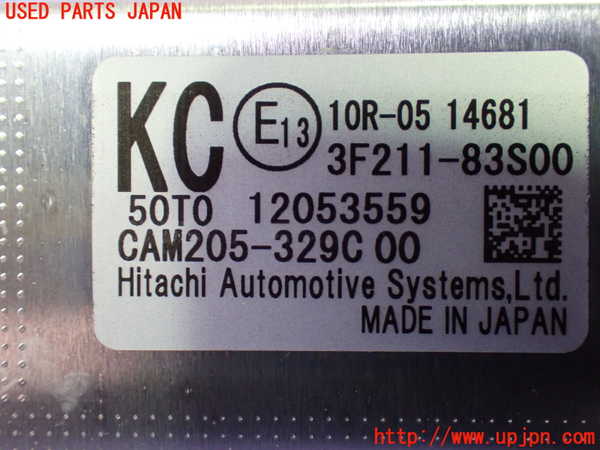 USED PARTS JAPAN
KC E13 10R-05 14681
3F211-83S00
50T0 12053559
CAM205-329C 00
Hitachi Automotive Systems,Ltd.
MADE IN JAPAN
http://www.upjpn.com/